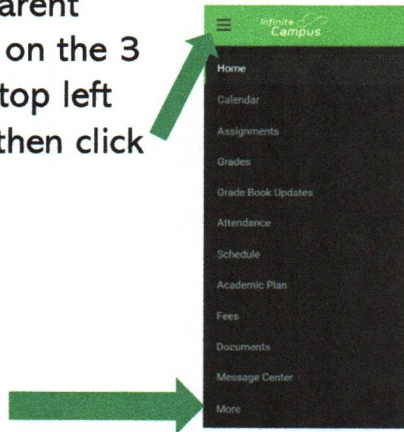 arent
on the 3
top left
then click
Infinite
Campus
Home
Calendar
Assignments
Grades
Grade Book Updates
Attendance
Schedule
Academic Plan
Fees
Documents
Message Center
More